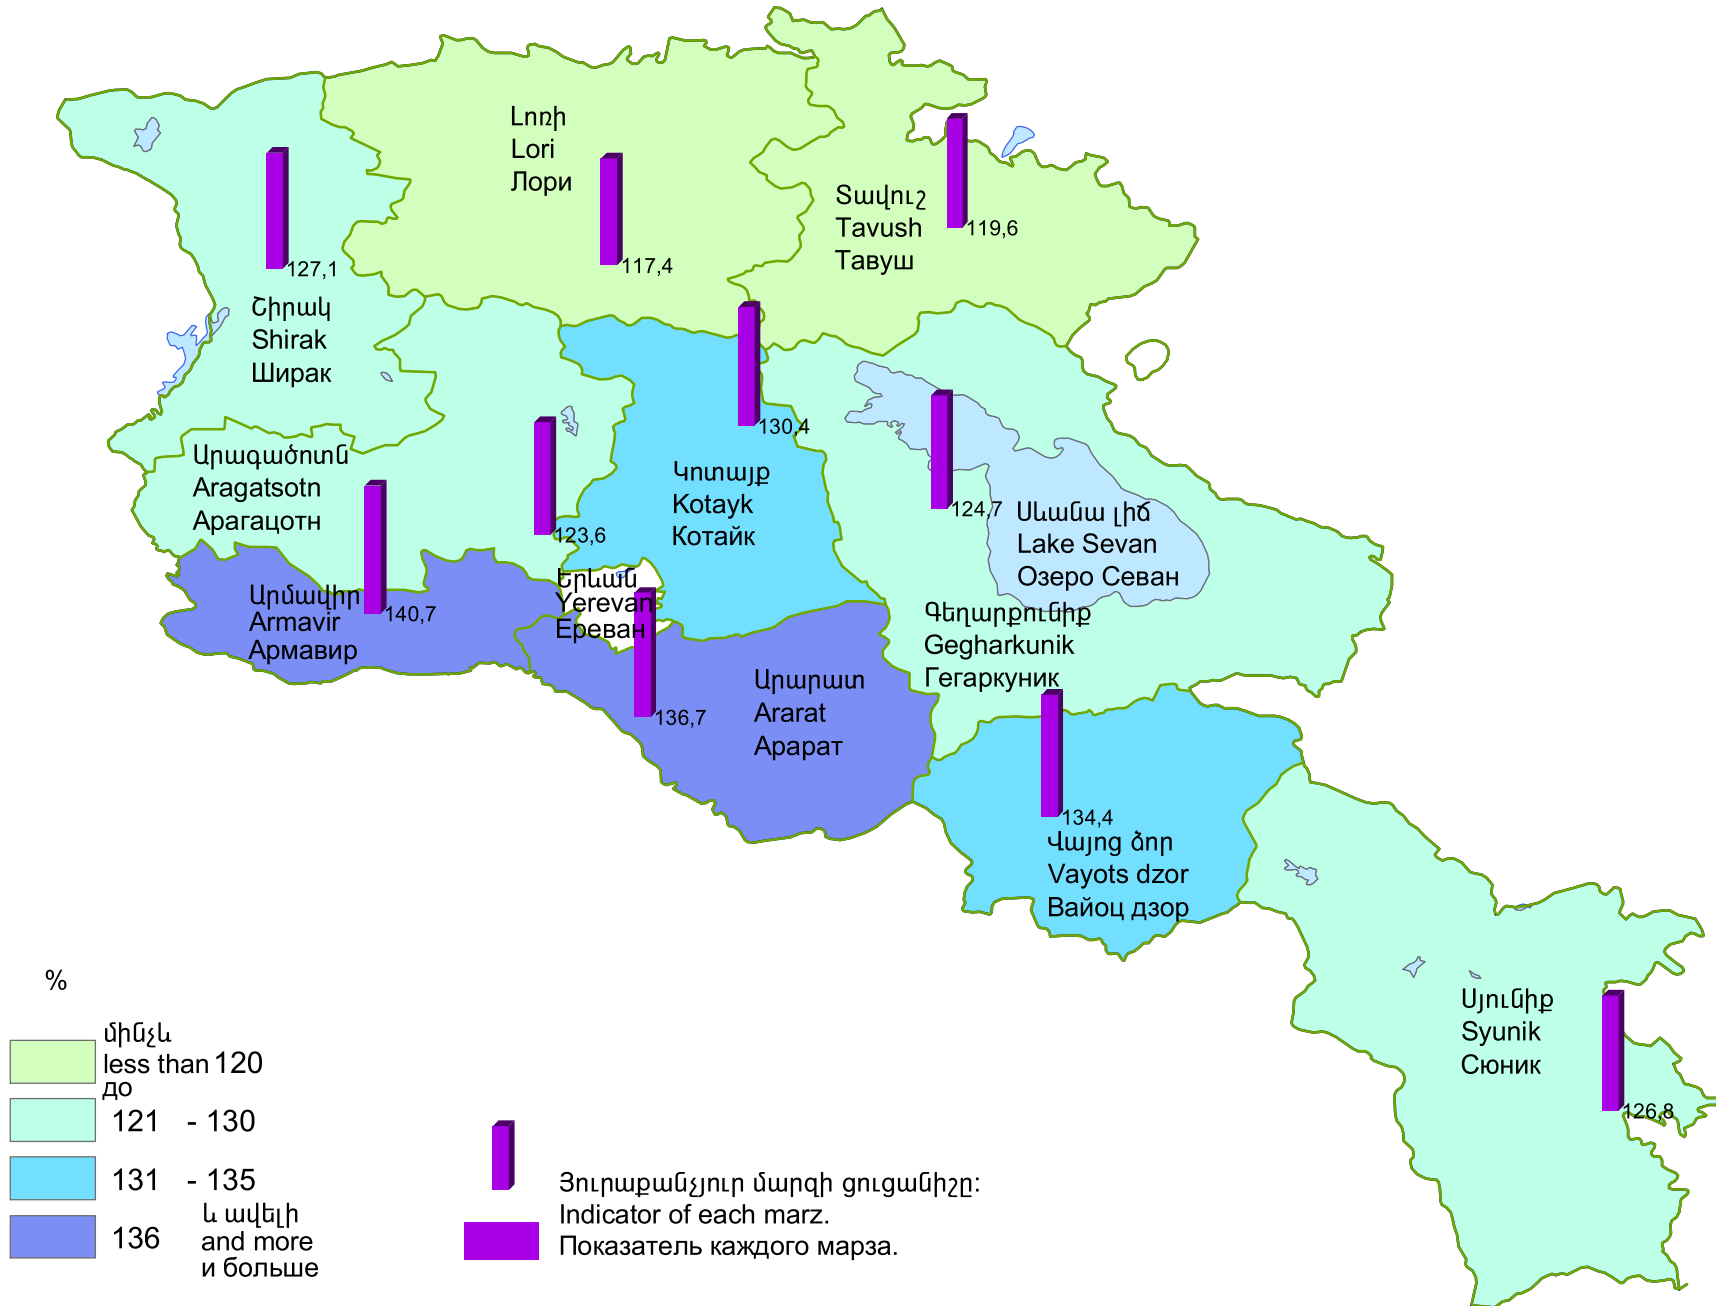 Լոռի
Lori
Лори
119,6
Տավուշ
Tavush
Тавуш
117,4
127,1
Շիրակ
Shirak
Ширак
130,4
Արագածոտն
Aragatsotn
Арагацотн
123,6
Կոտայք
Kotayk
Котайк
124,7
Սևանա լիճ
Lake Sevan
Озеро Севан
Արմավիր
Armavir
Армавир
140,7
Երևան
Yerevan
Ереван
Գեղարքունիք
Gegharkunik
Гегаркуник
136,7
Արարատ
Ararat
Арарат
134,4
Վայոց ձոր
Vayots dzor
Вайоц дзор
Սյունիք
Syunik
Сюник
126,8
%
մինչև
less than 120
до
121 - 130
131 - 135
136
և ավելի
and more
и больше
Յուրաքանչյուր մարզի ցուցանիշը:
Indicator of each marz.
Показатель каждого марза.